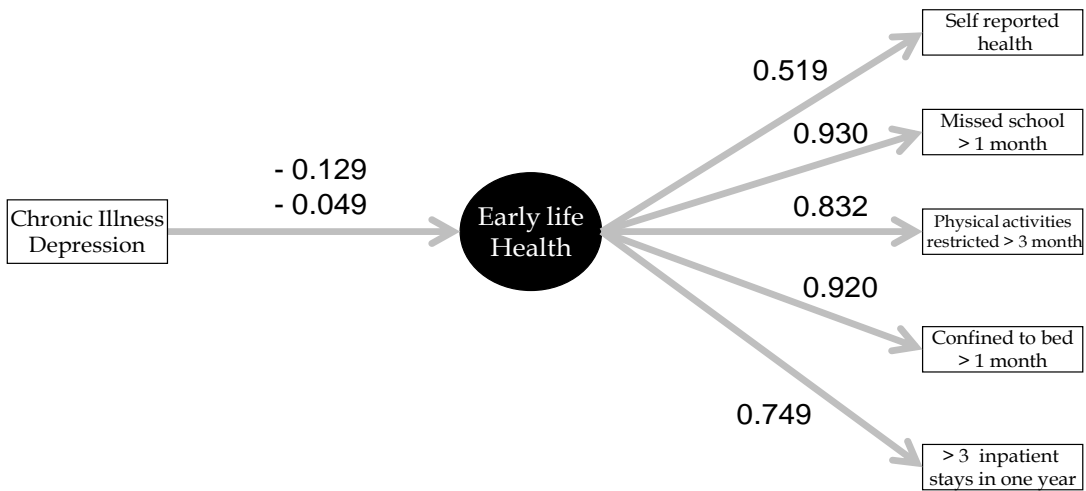 Chronic Illness
Depression
- 0.129
- 0.049
Early life
Health
0.519
0.930
0.832
0.920
0.749
Self reported
health
Missed school
> 1 month
Physical activities
restricted > 3 month
Confined to bed
> 1 month
> 3 inpatient
stays in one year